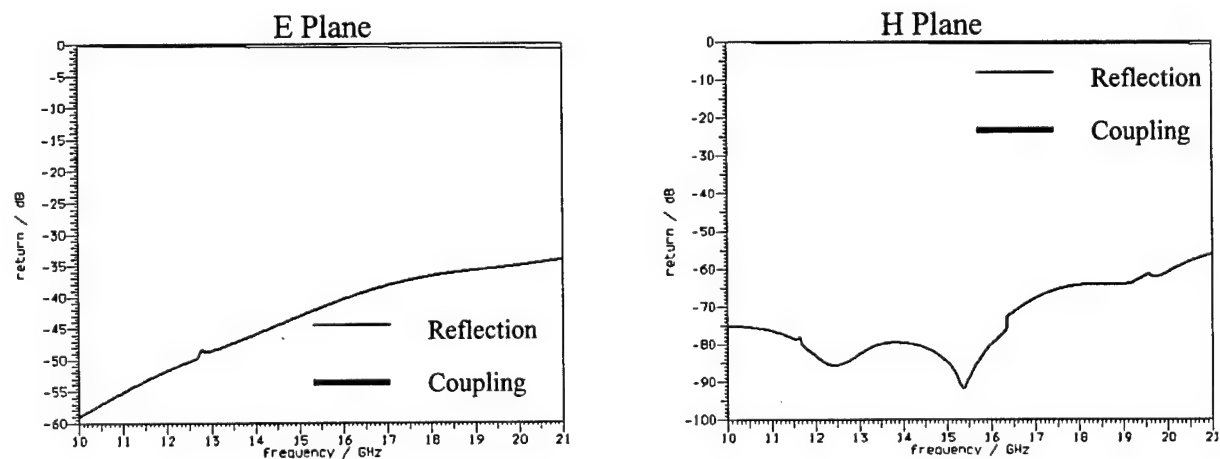 E Plane
0
-5
-10
-15
-20
-25
-30
-35
-40
-45
-50
-55
-60
return / dB
10 11 12 13 14 15 16 17 18 19 20 21
frequency / GHz
Reflection
Coupling
H Plane
0
-10
-20
-30
-40
-50
-60
-70
-80
-90
-100
return / dB
10 11 12 13 14 15 16 17 18 19 20 21
frequency / GHz
Reflection
Coupling